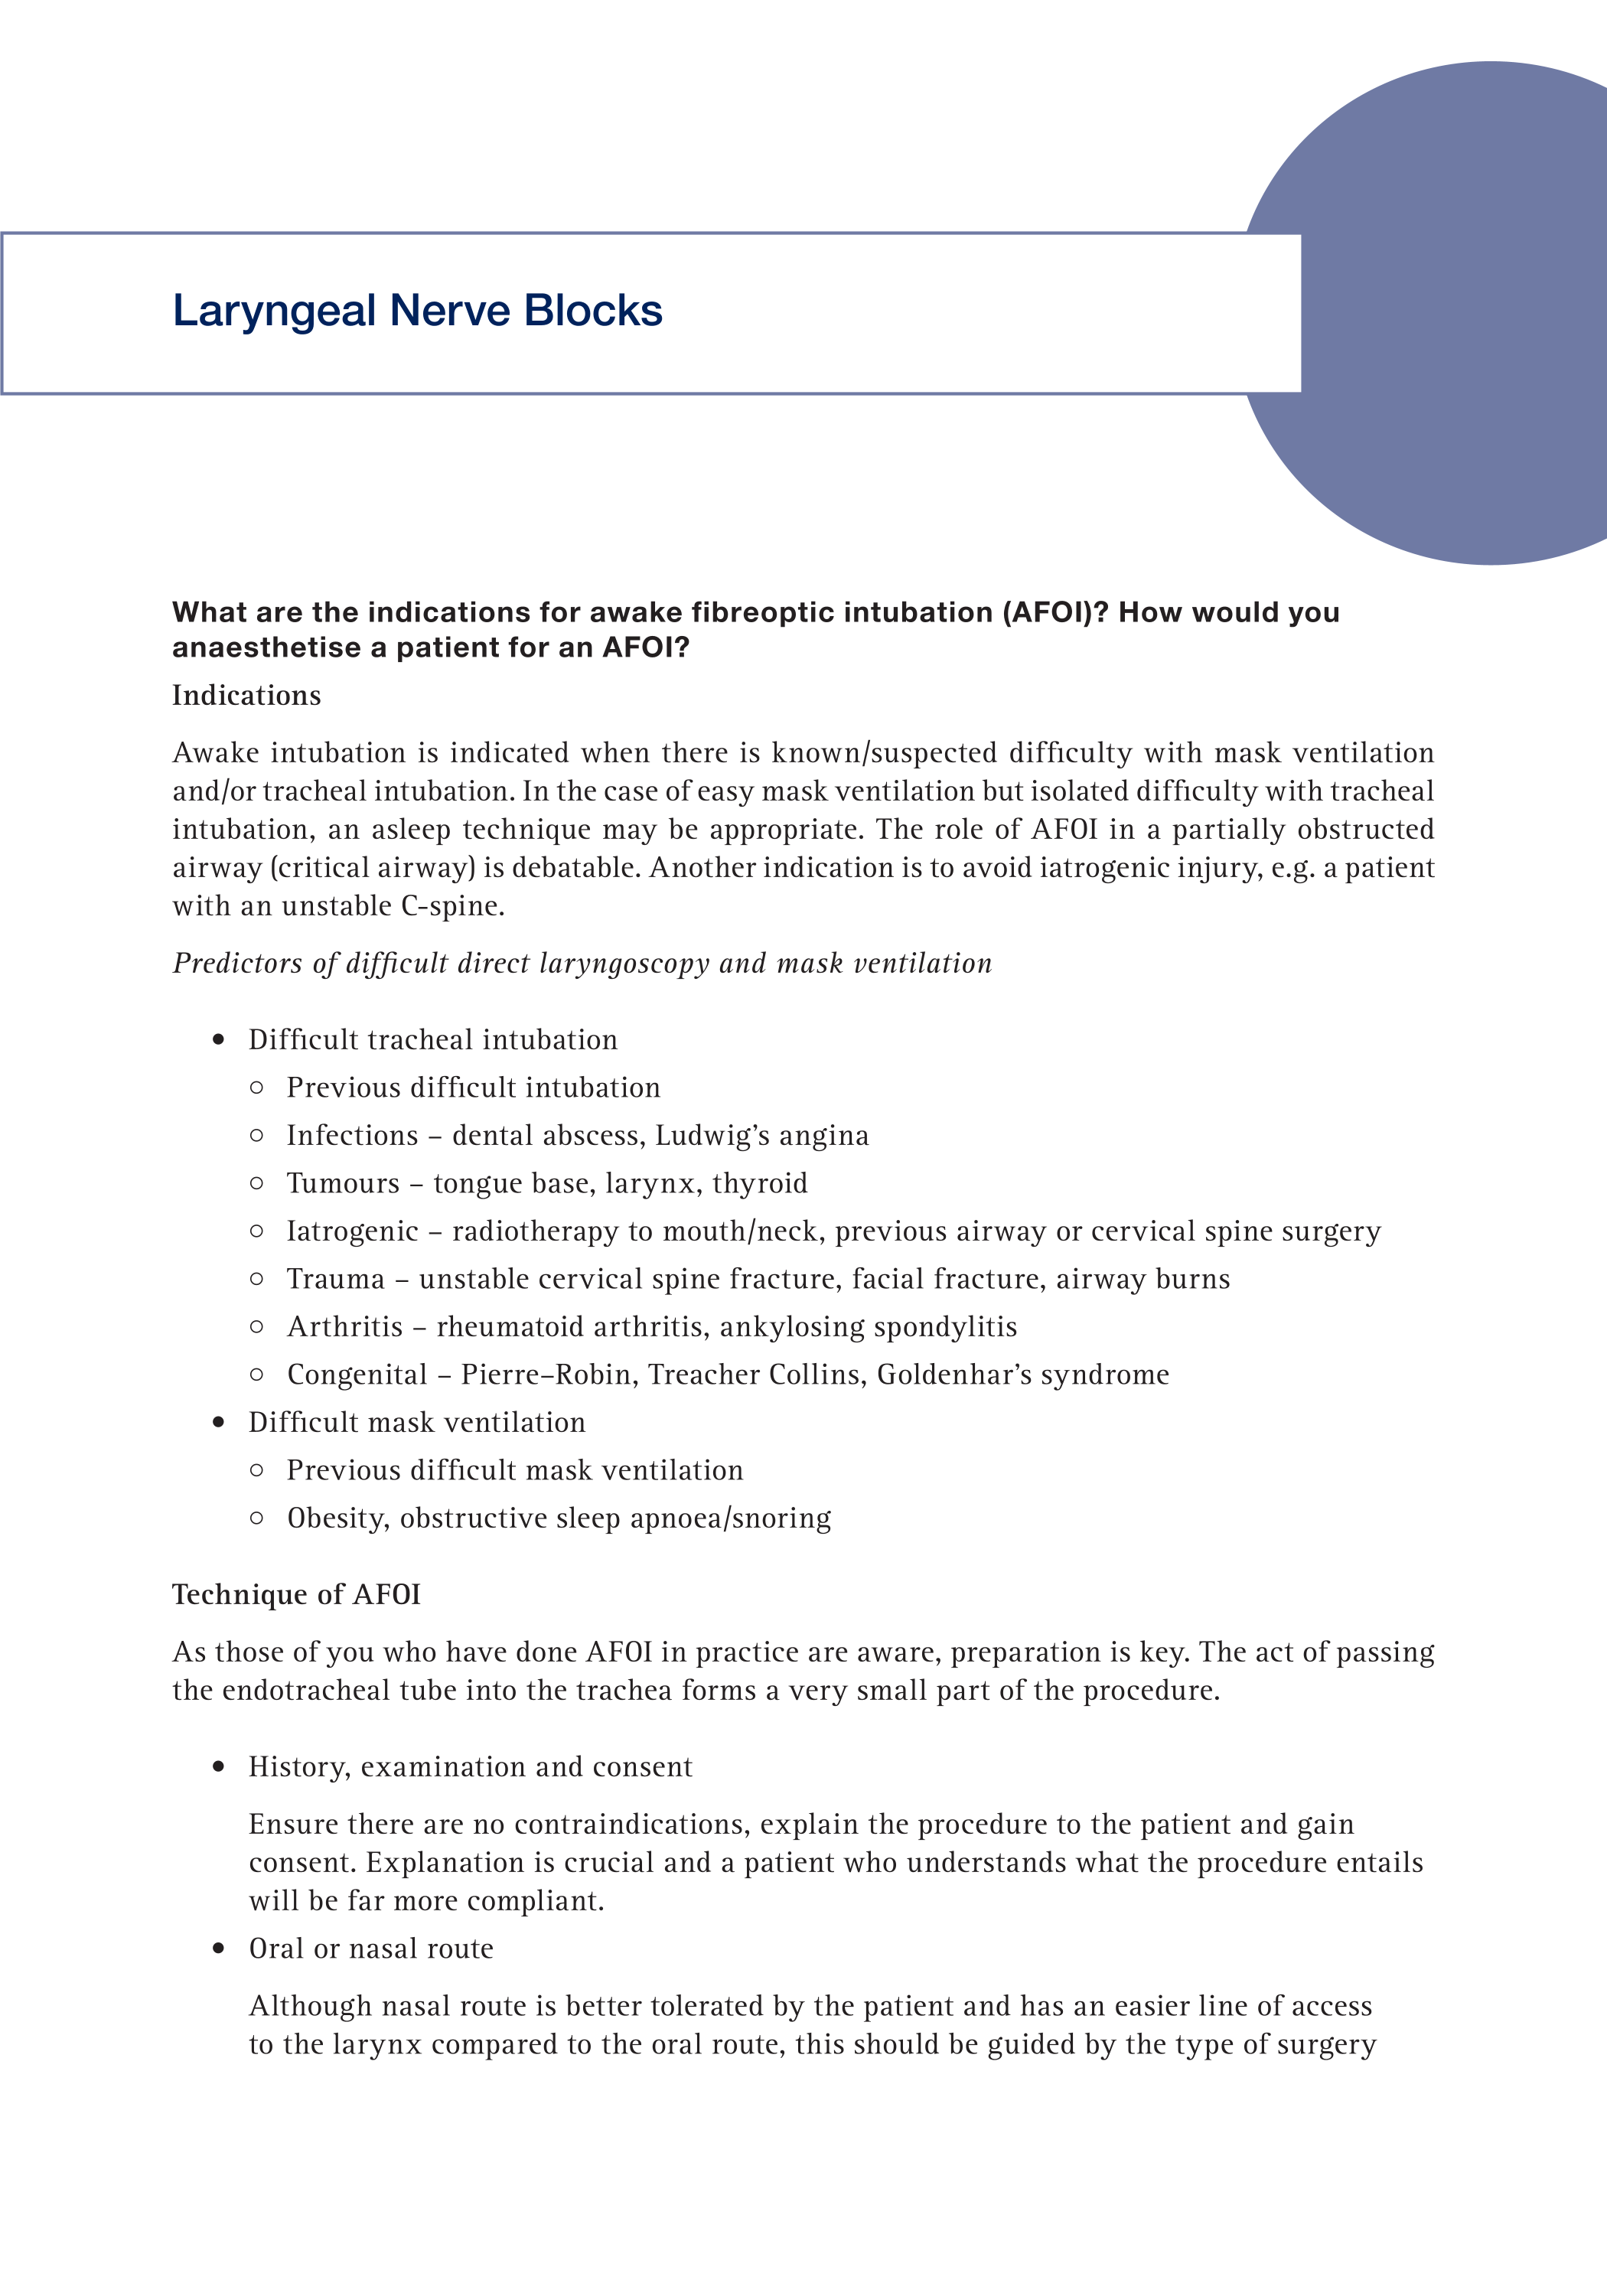 Laryngeal Nerve Blocks
What are the indications for awake fibreoptic intubation (AFOI)? How would you
anaesthetise a patient for an AFOI?
Indications
Awake intubation is indicated when there is known/suspected difficulty with mask ventilation
and/or tracheal intubation. In the case of easy mask ventilation but isolated difficulty with tracheal
intubation, an asleep technique may be appropriate. The role of AFOI in a partially obstructed
airway (critical airway) is debatable. Another indication is to avoid iatrogenic injury, e.g. a patient
with an unstable C-spine.
Predictors of difficult direct laryngoscopy and mask ventilation
• Difficult tracheal intubation
○ Previous difficult intubation
○ Infections – dental abscess, Ludwig’s angina
○ Tumours – tongue base, larynx, thyroid
○ Iatrogenic – radiotherapy to mouth/neck, previous airway or cervical spine surgery
○ Trauma – unstable cervical spine fracture, facial fracture, airway burns
○ Arthritis – rheumatoid arthritis, ankylosing spondylitis
○ Congenital – Pierre–Robin, Treacher Collins, Goldenhar’s syndrome
• Difficult mask ventilation
○ Previous difficult mask ventilation
○ Obesity, obstructive sleep apnoea/snoring
Technique of AFOI
As those of you who have done AFOI in practice are aware, preparation is key. The act of passing
the endotracheal tube into the trachea forms a very small part of the procedure.
• History, examination and consent
Ensure there are no contraindications, explain the procedure to the patient and gain
consent. Explanation is crucial and a patient who understands what the procedure entails
will be far more compliant.
• Oral or nasal route
Although nasal route is better tolerated by the patient and has an easier line of access
to the larynx compared to the oral route, this should be guided by the type of surgery